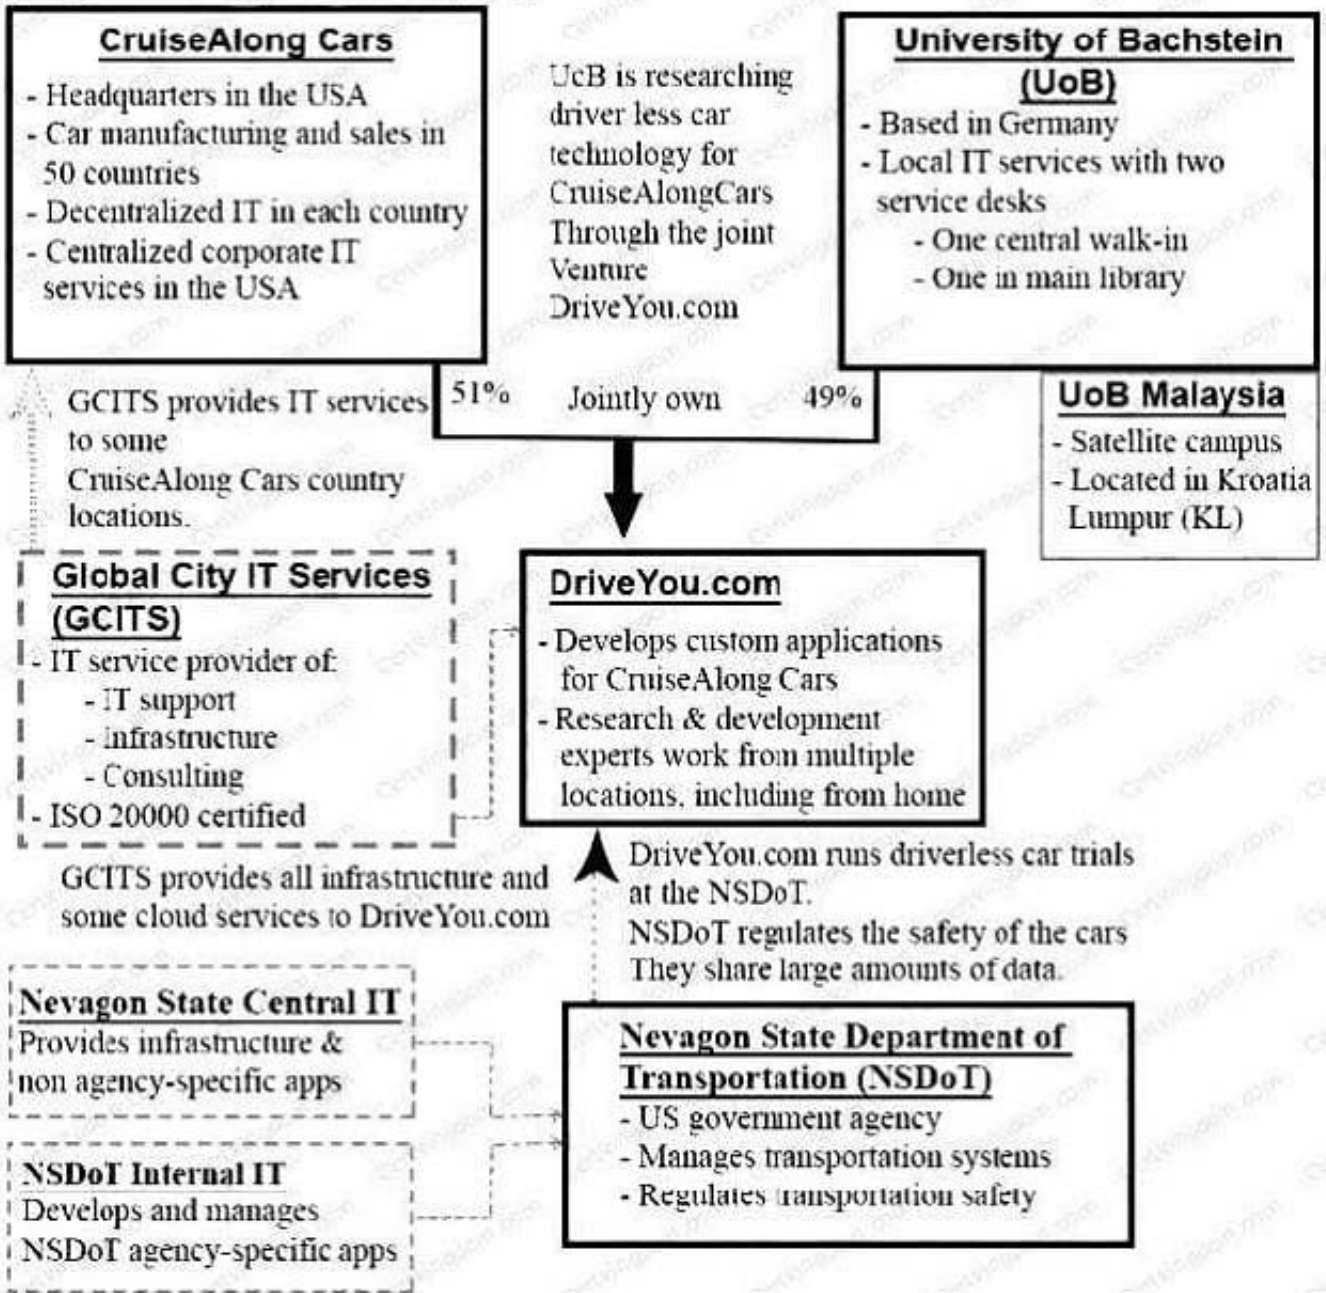 CruiseAlong Cars
- Headquarters in the USA
- Car manufacturing and sales in
50 countries
- Decentralized IT in each country
- Centralized corporate IT
services in the USA
UcB is researching
driver less car
technology for
CruiseAlongCars
Through the joint
Venture
DriveYou.com
University of Bachstein
(UoB)
- Based in Germany
- Local IT services with two
service desks
- One central walk-in
- One in main library
51% Jointly own 49%
UoB Malaysia
- Satellite campus
- Located in Kroatia
Lumpur (KL)
GCITS provides IT services
to some
CruiseAlong Cars country
locations.
Global City IT Services
(GCITS)
- IT service provider of:
- IT support
- Infrastructure
- Consulting
- ISO 20000 certified
DriveYou.com
- Develops custom applications
for CruiseAlong Cars
- Research & development
experts work from multiple
locations, including from home
GCITS provides all infrastructure and
some cloud services to DriveYou.com
DriveYou.com runs driverless car trials
at the NSDoT.
NSDoT regulates the safety of the cars
They share large amounts of data.
Nevagon State Central IT
Provides infrastructure &
non agency-specific apps
NSDoT Internal IT
Develops and manages
NSDoT agency-specific apps
Nevagon State Department of
Transportation (NSDoT)
- US government agency
- Manages transportation systems
- Regulates transportation safety